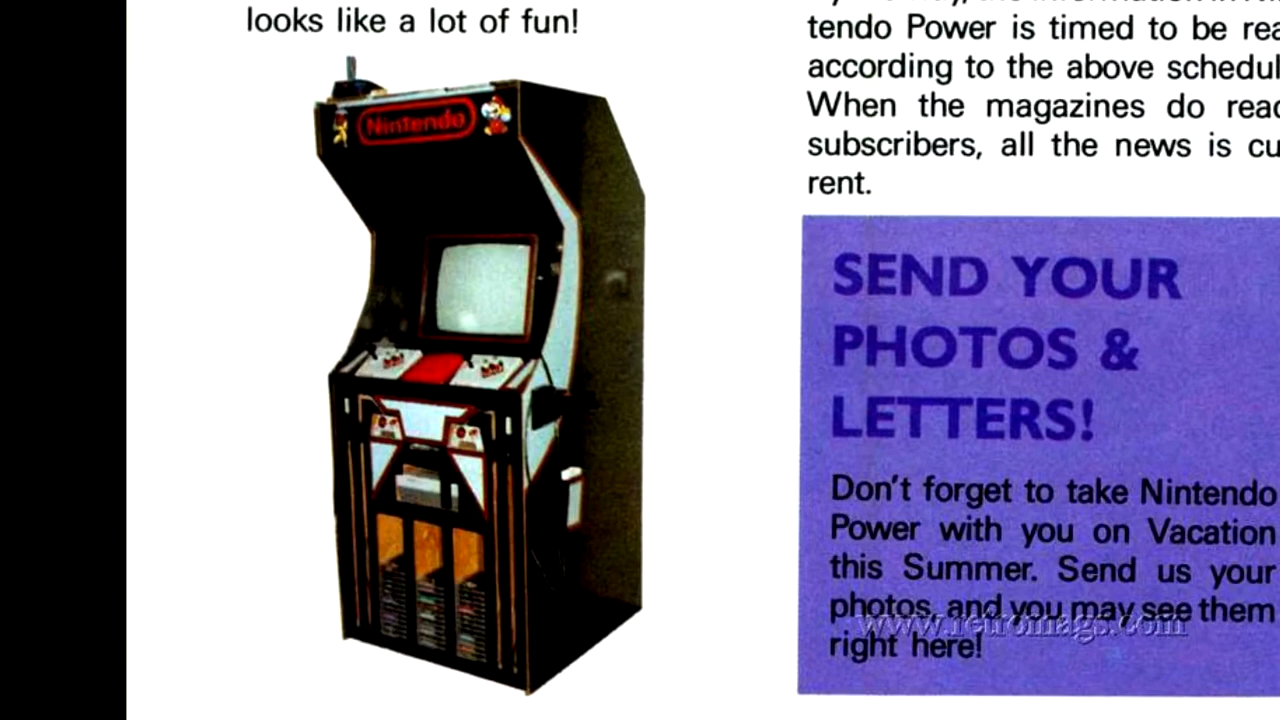 looks like a lot of fun!
Nintendo
tendo Power is timed to be rea
according to the above schedul
When the magazines do read
subscribers, all the news is cu
rent.
SEND YOUR
PHOTOS &
LETTERS!
Don't forget to take Nintendo
Power with you on Vacation
this Summer. Send us your
photos, and you may see them
right here!
www.retromags.com